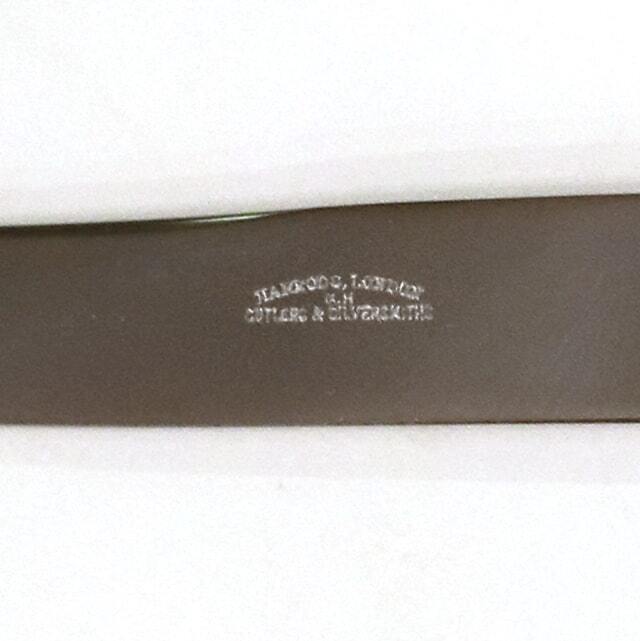 HARRODS, LONDON
CUTLERS & SILVERSMITHS